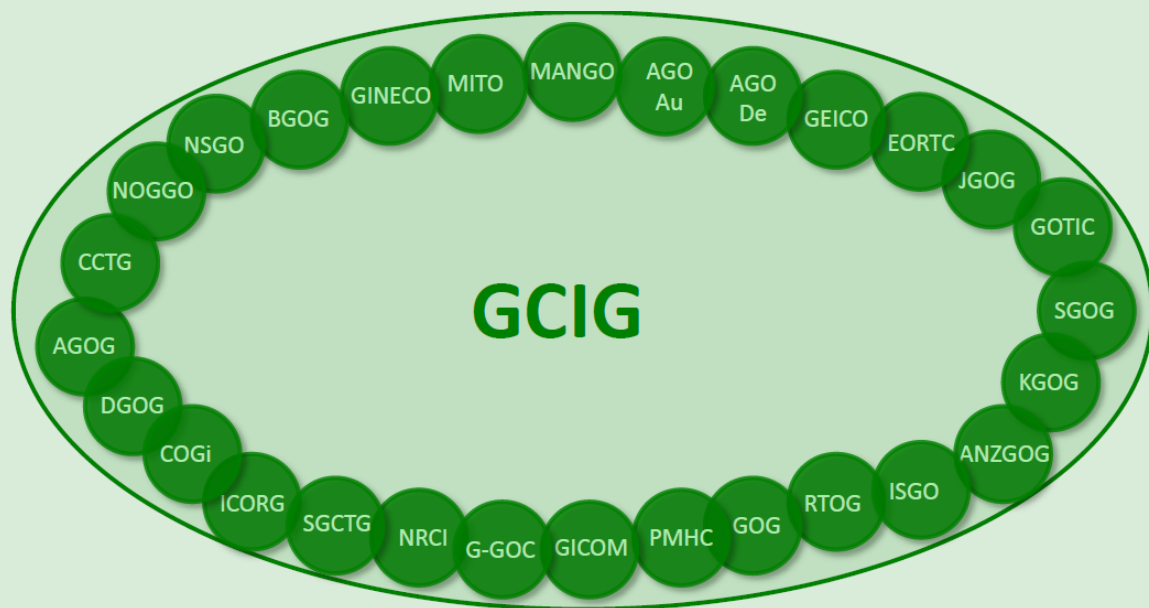 MANGO
AGO
Au
AGO
De
GEICO
EORTC
JGOG
GOTIC
SGOG
KGOG
ANZGOG
ISGO
RTOG
GOG
PMHC
GICOM
G-GOC
NRCI
SGCTG
ICORG
COGi
DGOG
AGOG
CCTG
NOGGO
NSGO
BGOG
GINECO
MITO
GCIG